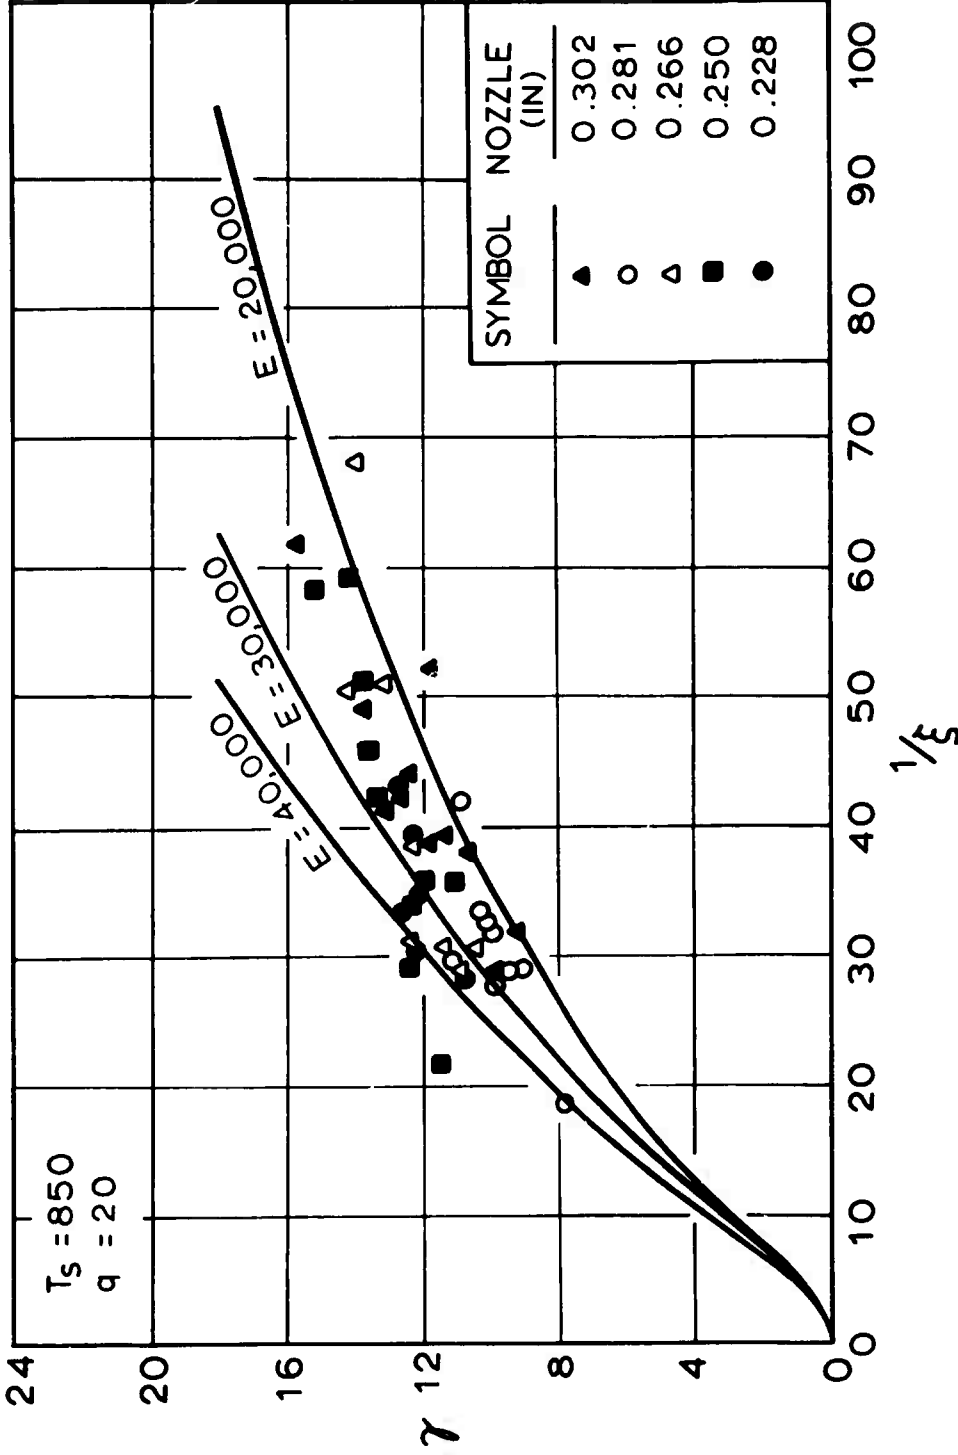 24
20
16
12
8
4
0
γ
Ts = 850
q = 20
E = 40,000
E = 30,000
E = 20,000
SYMBOL NOZZLE
(IN)
▲ 0.302
○ 0.281
△ 0.266
■ 0.250
● 0.228
0 10 20 30 40 50 60 70 80 90 100
1/ξ